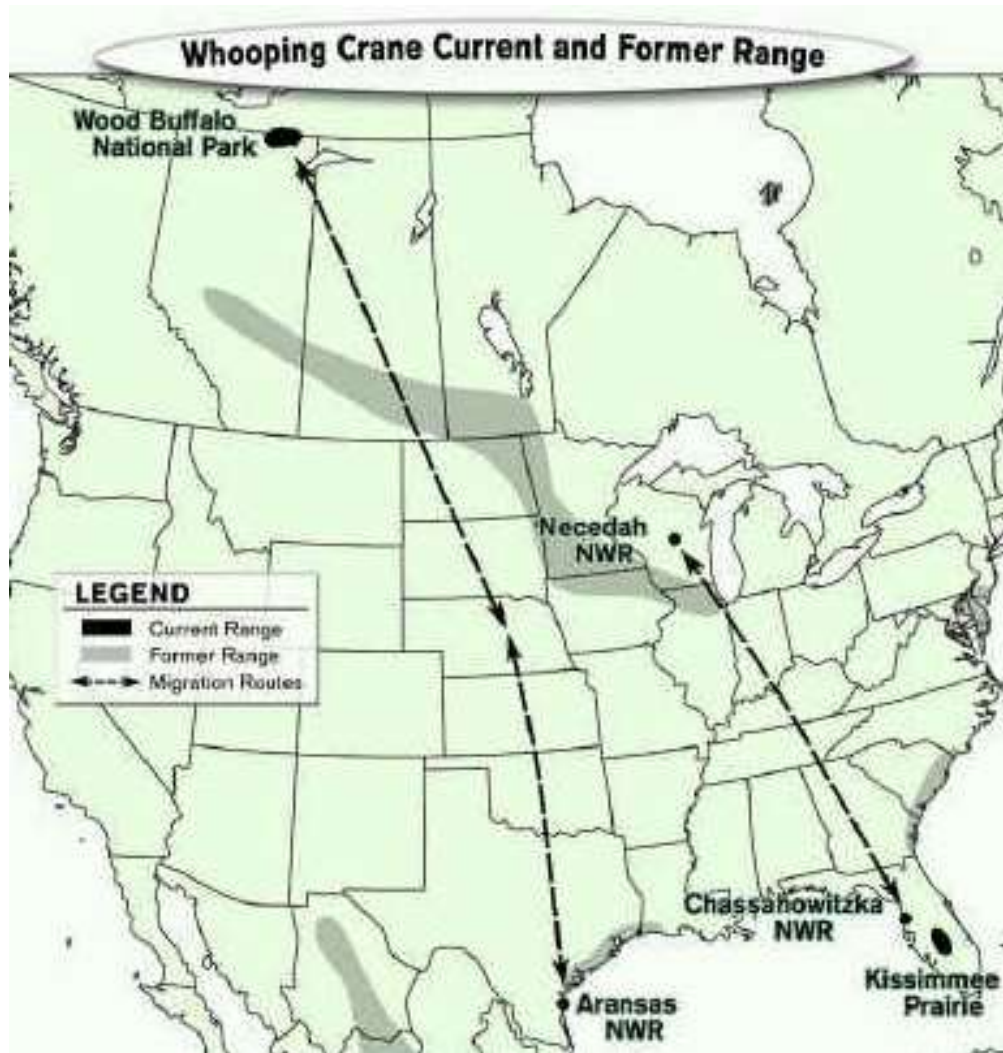 Whooping Crane Current and Former Range
Wood Buffalo
National Park
Necedah
NWR
LEGEND
Current Range
Former Range
Migration Routes
Chassahowitzka
NWR
Kissimmee
Prairie
Aransas
NWR